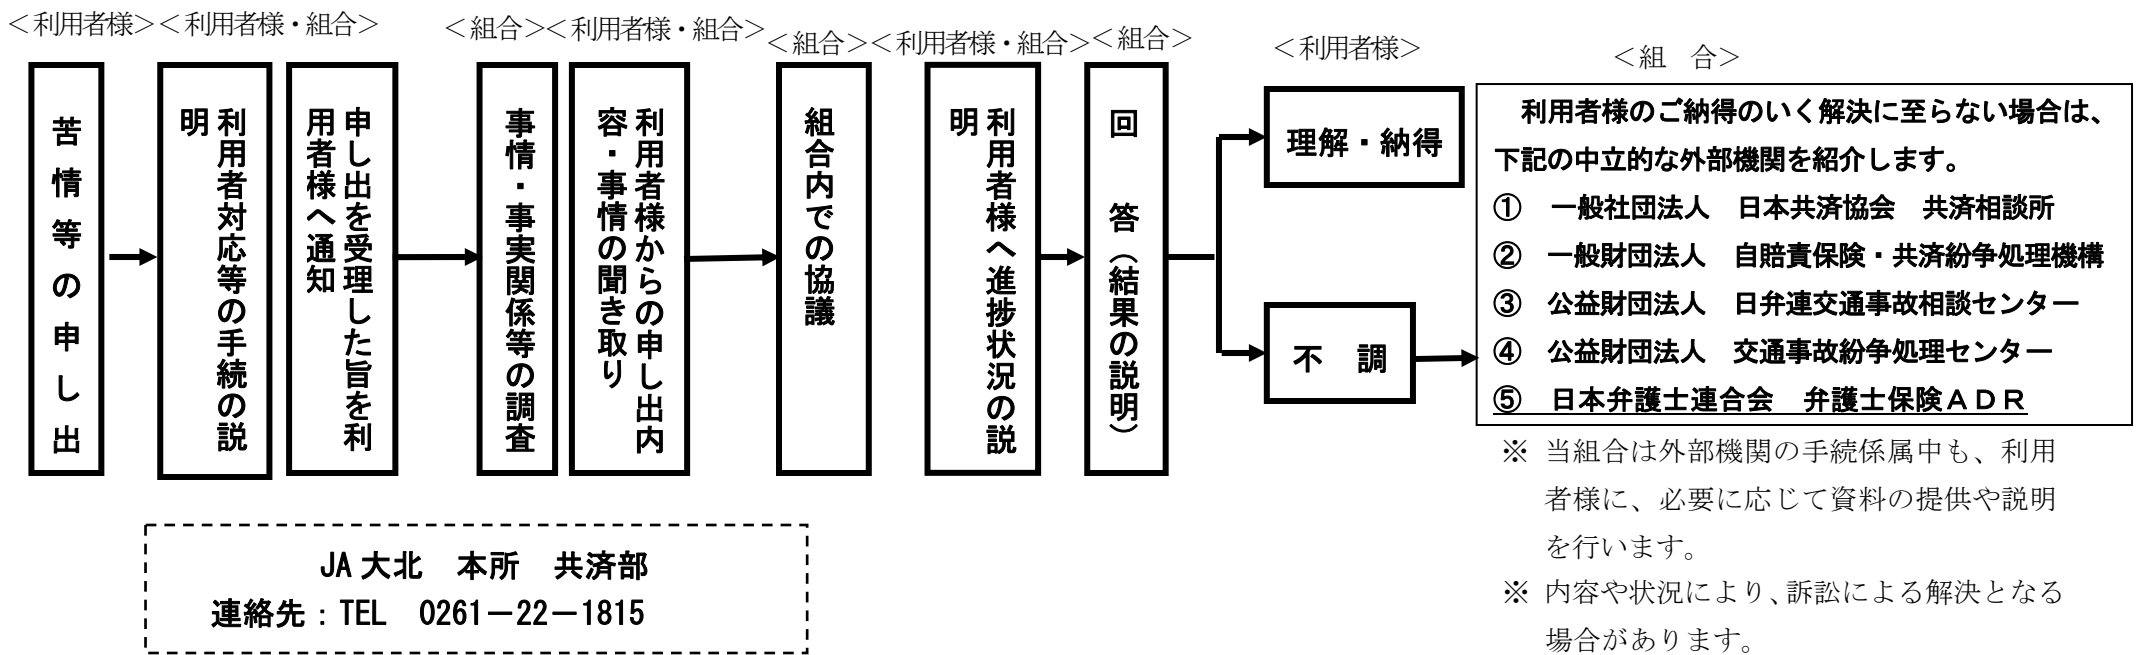 ＜利用者様＞
＜利用者様・組合＞
＜組合＞
＜利用者様・組合＞
＜組合＞
＜利用者様・組合＞
＜組合＞
＜利用者様＞
＜組　合＞
苦情等の申し出
利用者対応等の手続の説
明
申し出を受理した旨を利
用者様へ通知
事情・事実関係等の調査
利用者様からの申し出内
容・事情の聞き取り
組合内での協議
利用者様へ進捗状況の説
明
回　答（結果の説明）
理解・納得
不　調
利用者様のご納得のいく解決に至らない場合は、
下記の中立的な外部機関を紹介します。
①　一般社団法人　日本共済協会　共済相談所
②　一般財団法人　自賠責保険・共済紛争処理機構
③　公益財団法人　日弁連交通事故相談センター
④　公益財団法人　交通事故紛争処理センター
⑤　日本弁護士連合会　弁護士保険ＡＤＲ
※ 当組合は外部機関の手続係属中も、利用
者様に、必要に応じて資料の提供や説明
を行います。
※ 内容や状況により、訴訟による解決となる
場合があります。
JA 大北　本所　共済部
連絡先：TEL　0261－22－1815